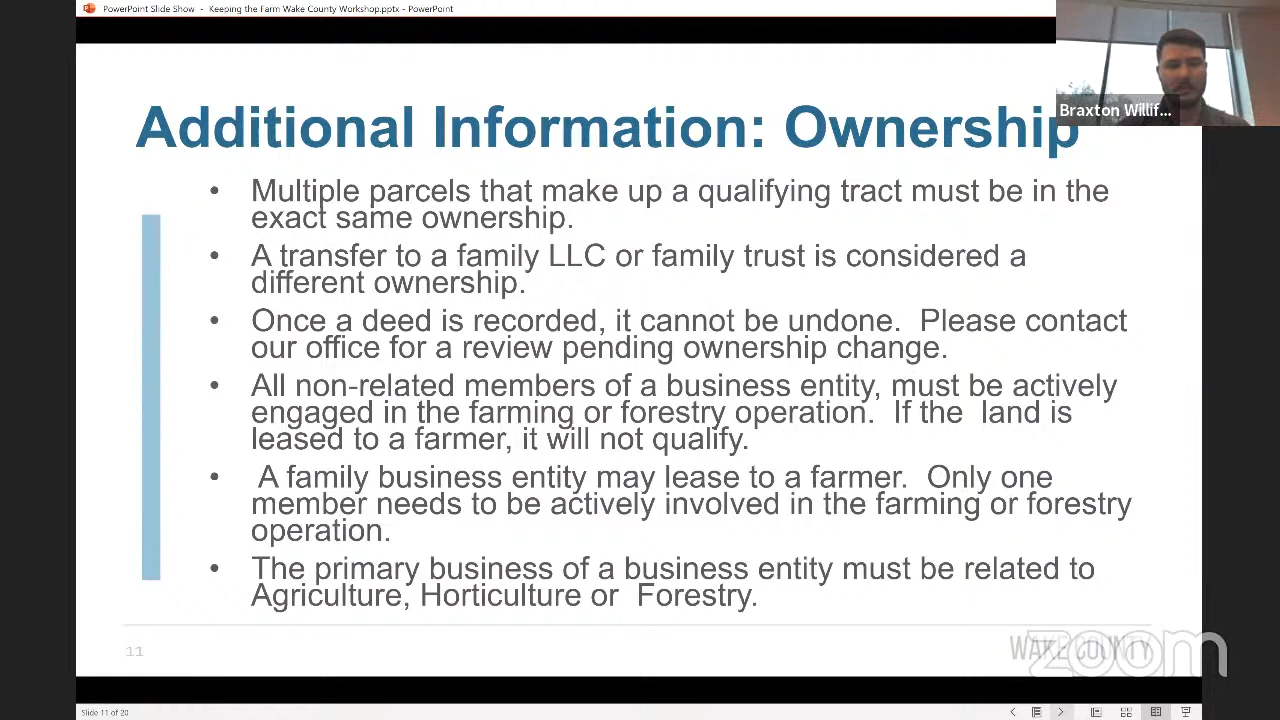 PowerPoint Slide Show - Keeping the Farm Wake County Workshop.pptx - PowerPoint
Braxton Willif...
Additional Information: Ownership
• Multiple parcels that make up a qualifying tract must be in the
exact same ownership.
• A transfer to a family LLC or family trust is considered a
different ownership.
• Once a deed is recorded, it cannot be undone. Please contact
our office for a review pending ownership change.
• All non-related members of a business entity, must be actively
engaged in the farming or forestry operation. If the land is
leased to a farmer, it will not qualify.
• A family business entity may lease to a farmer. Only one
member needs to be actively involved in the farming or forestry
operation.
• The primary business of a business entity must be related to
Agriculture, Horticulture or Forestry.
11
WAKE COUNTY
zoom
Slide 11 of 20